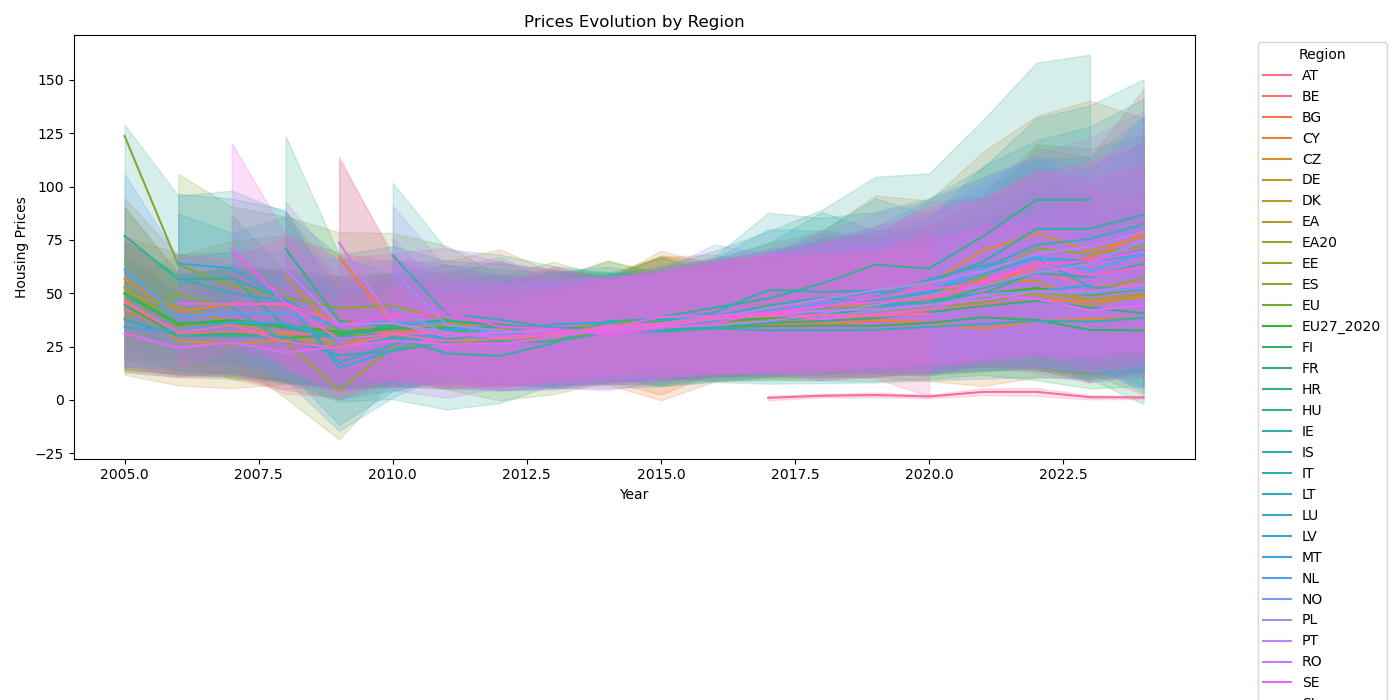 Prices Evolution by Region
Housing Prices
150
125
100
75
50
25
0
−25
2005.0 2007.5 2010.0 2012.5 2015.0 2017.5 2020.0 2022.5
Year
Region
AT
BE
BG
CY
CZ
DE
DK
EA
EA20
EE
ES
EU
EU27_2020
FI
FR
HR
HU
IE
IS
IT
LT
LU
LV
MT
NL
NO
PL
PT
RO
SE